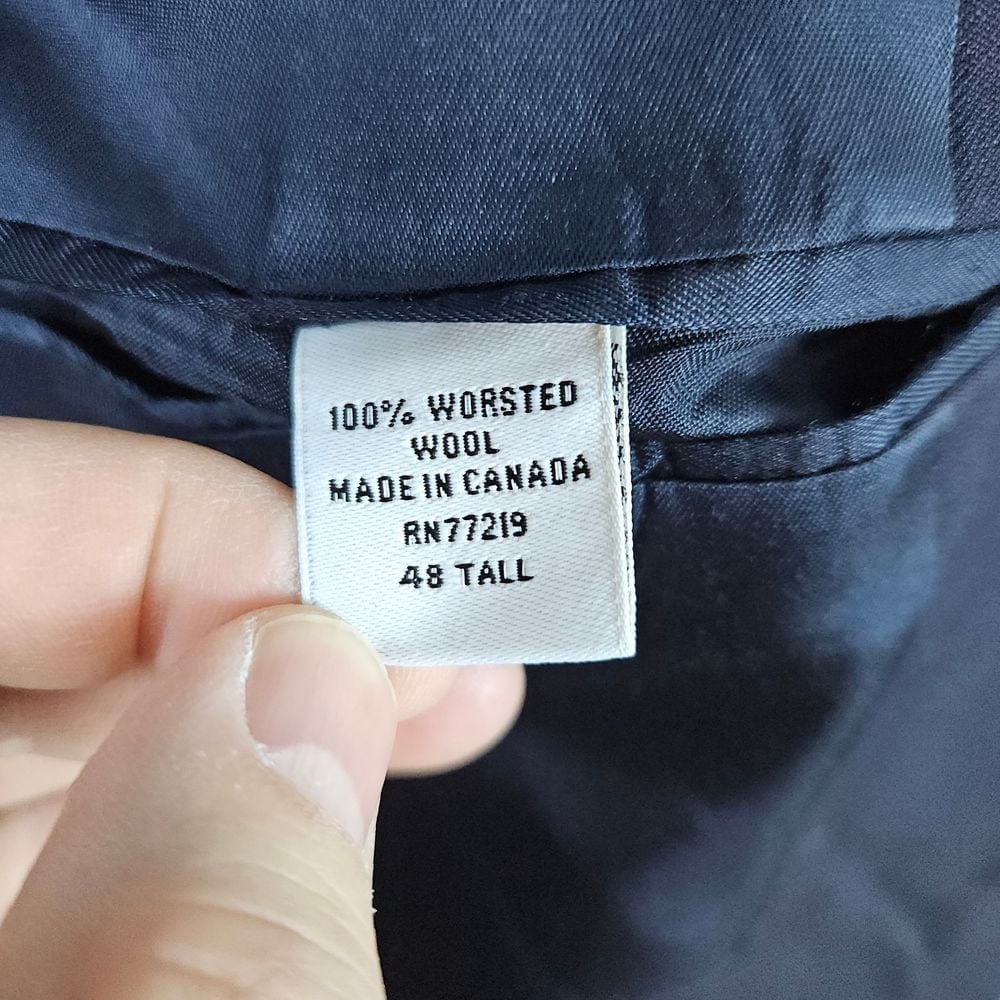 100% WORSTED
WOOL
MADE IN CANADA
RN77219
48 TALL